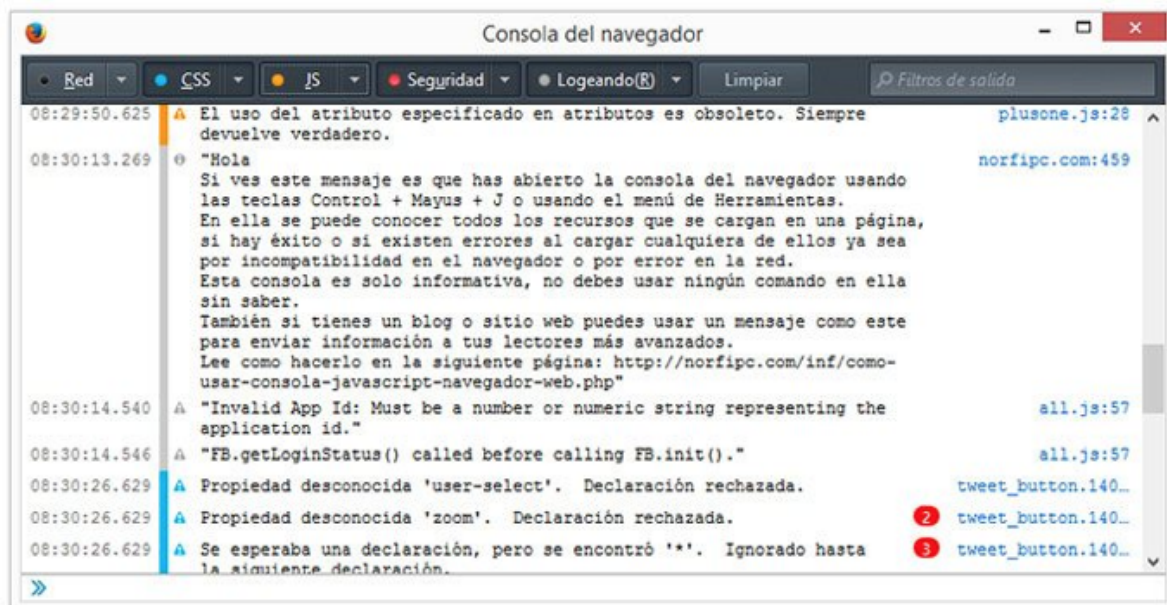 Consola del navegador
Red CSS JS Seguridad Logeando(R) Limpiar Filtros de salida
08:29:50.625 El uso del atributo especificado en atributos es obsoleto. Siempre plusone.js:28
devuelve verdadero.
08:30:13.269 "Hola norfipc.com:459
Si ves este mensaje es que has abierto la consola del navegador usando
las teclas Control + Mayus + J o usando el menú de Herramientas.
En ella se puede conocer todos los recursos que se cargan en una página,
si hay éxito o si existen errores al cargar cualquiera de ellos ya sea
por incompatibilidad en el navegador o por error en la red.
Esta consola es solo informativa, no debes usar ningún comando en ella
sin saber.
También si tienes un blog o sitio web puedes usar un mensaje como este
para enviar información a tus lectores más avanzados.
Lee como hacerlo en la siguiente página: http://norfipc.com/inf/como-
usar-consola-javascript-navegador-web.php"
08:30:14.540 "Invalid App Id: Must be a number or numeric string representing the all.js:57
application id."
08:30:14.546 "FB.getLoginStatus() called before calling FB.init()." all.js:57
08:30:26.629 Propiedad desconocida 'user-select'. Declaración rechazada. tweet_button.140…
08:30:26.629 Propiedad desconocida 'zoom'. Declaración rechazada. 2 tweet_button.140…
08:30:26.629 Se esperaba una declaración, pero se encontró '*'. Ignorado hasta 3 tweet_button.140…
la siguiente declaración.